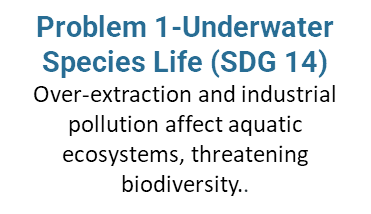 Problem 1-Underwater
Species Life (SDG 14)
Over-extraction and industrial
pollution affect aquatic
ecosystems, threatening
biodiversity..